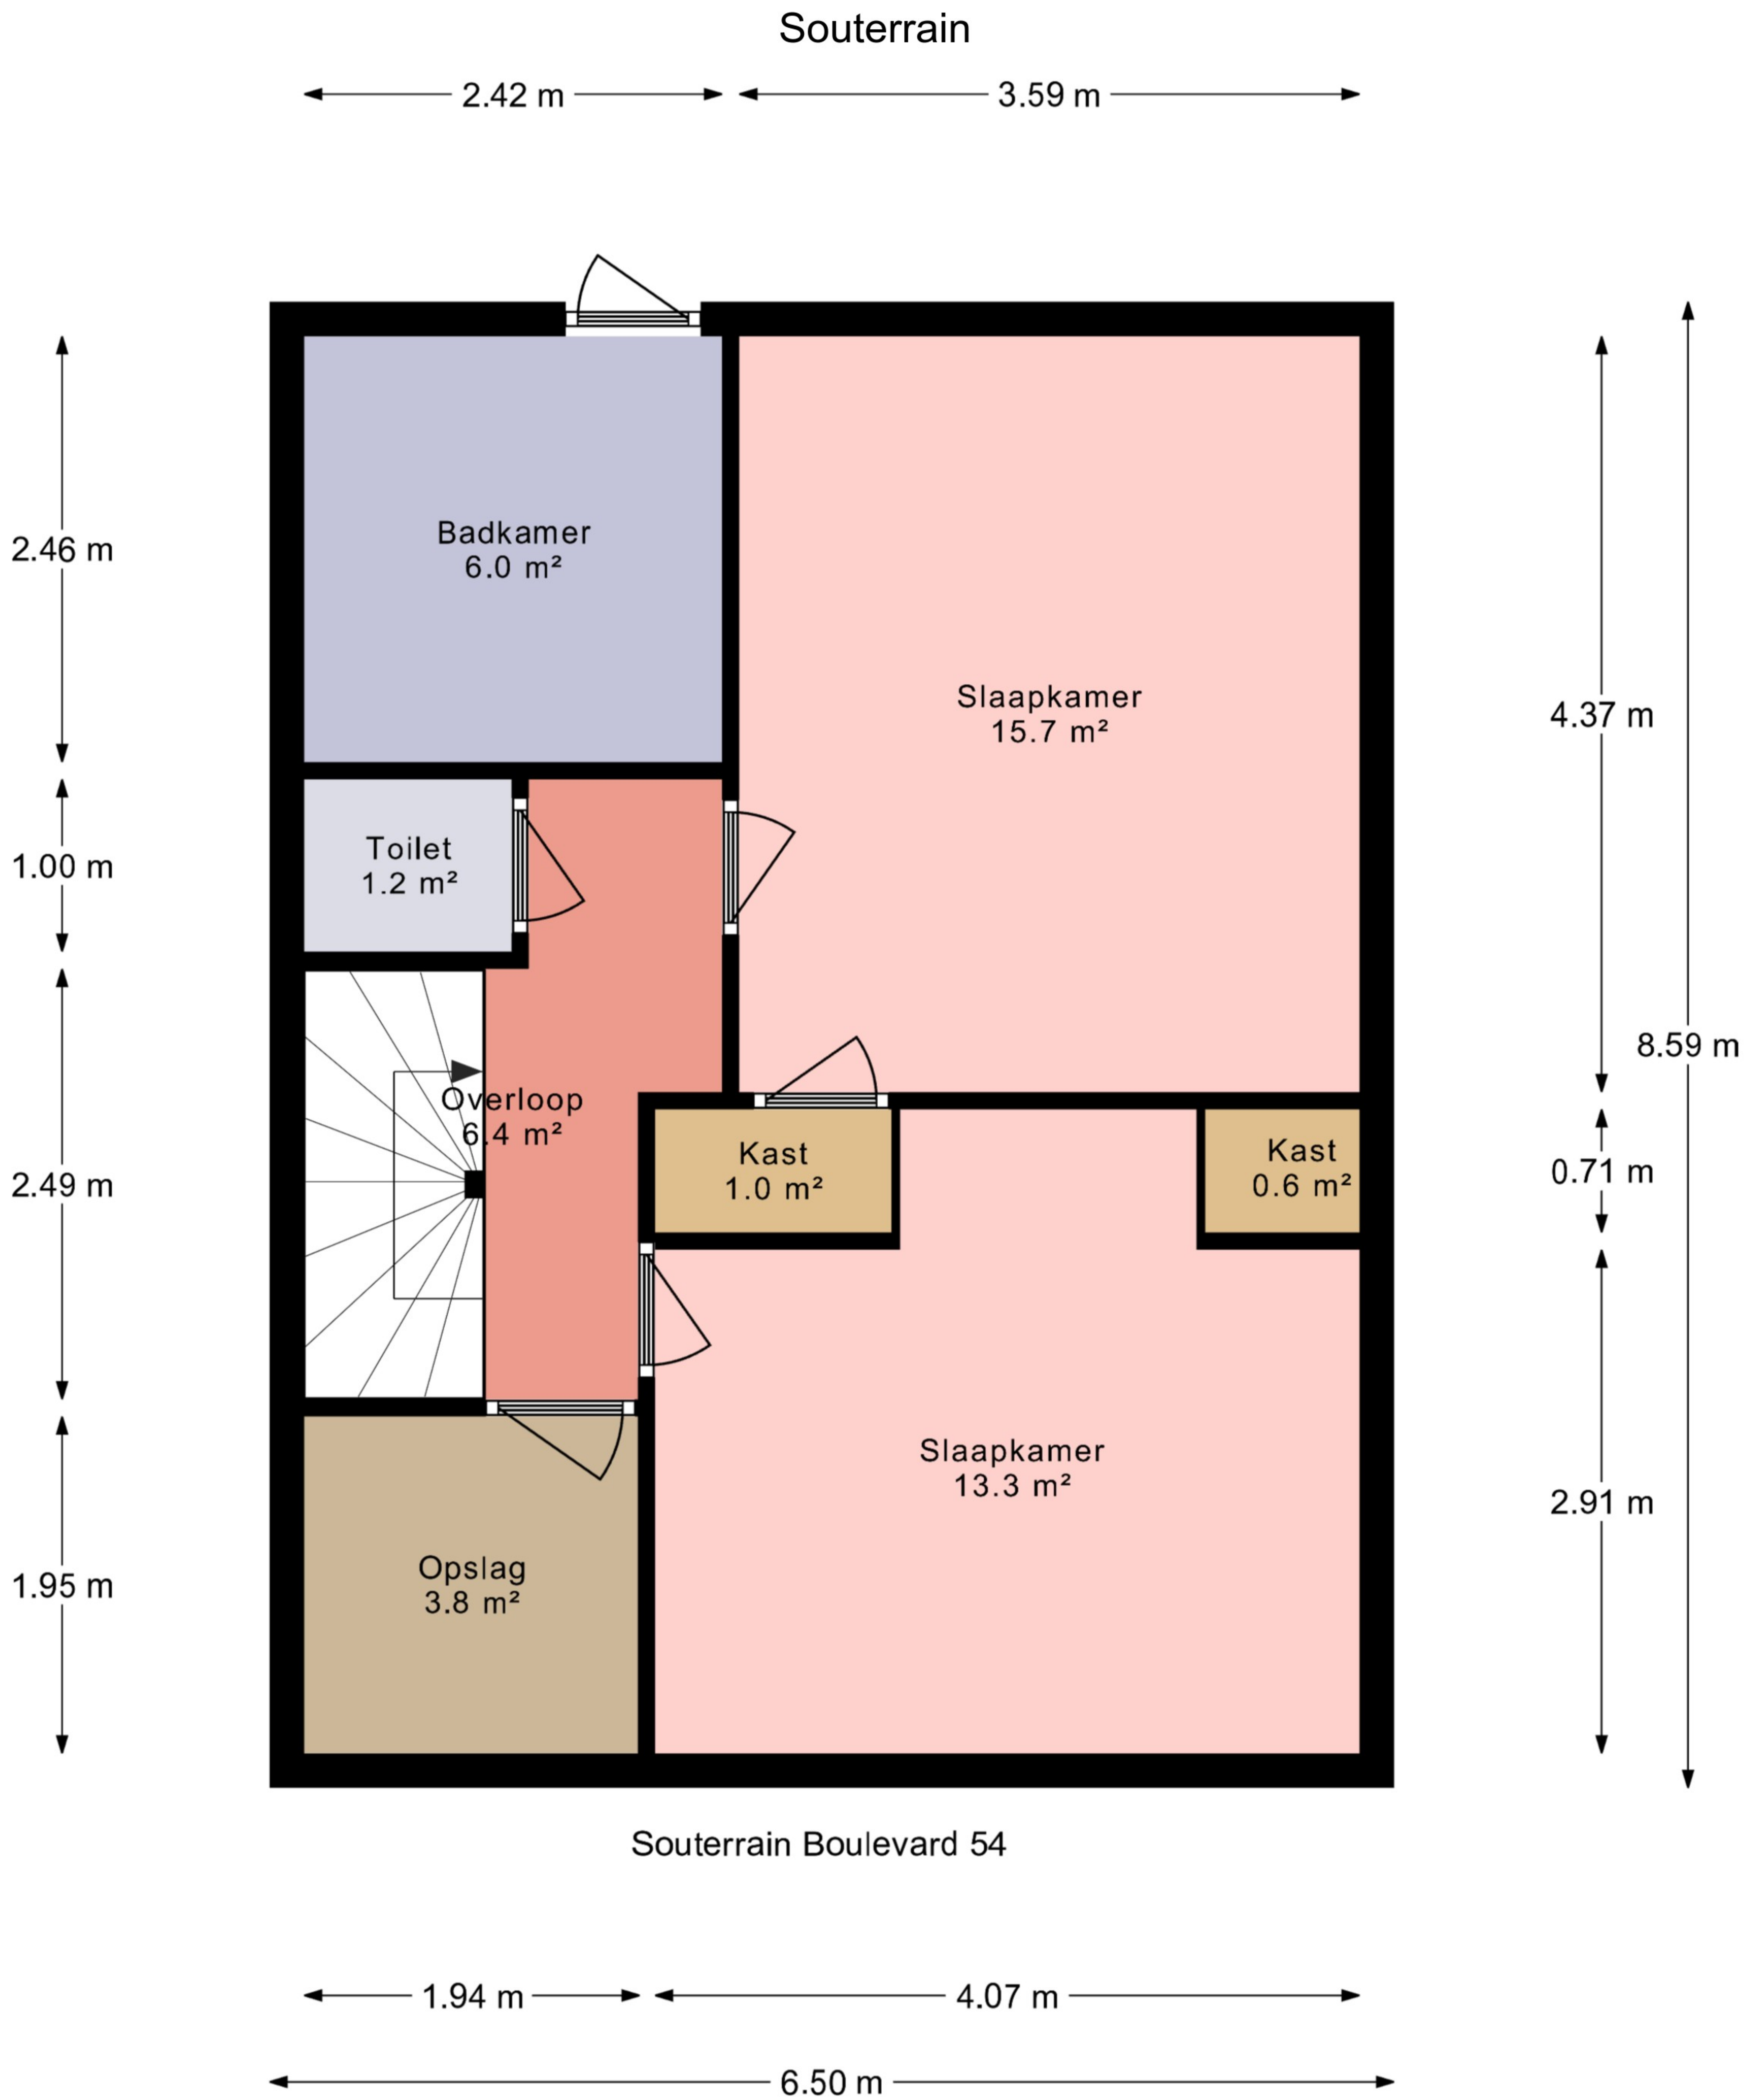 Souterrain
2.42 m
3.59 m
Badkamer
6.0 m²
2.46 m
Slaapkamer
15.7 m²
4.37 m
Toilet
1.2 m²
1.00 m
8.59 m
Overloop
6.4 m²
Kast
1.0 m²
Kast
0.6 m²
0.71 m
2.49 m
Slaapkamer
13.3 m²
2.91 m
Opslag
3.8 m²
1.95 m
Souterrain Boulevard 54
1.94 m
4.07 m
6.50 m